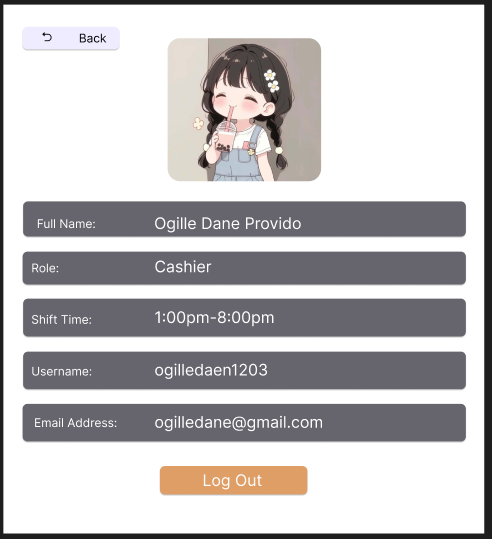 Back
Full Name: Ogille Dane Provido
Role: Cashier
Shift Time: 1:00pm-8:00pm
Username: ogilledaen1203
Email Address: ogilledane@gmail.com
Log Out